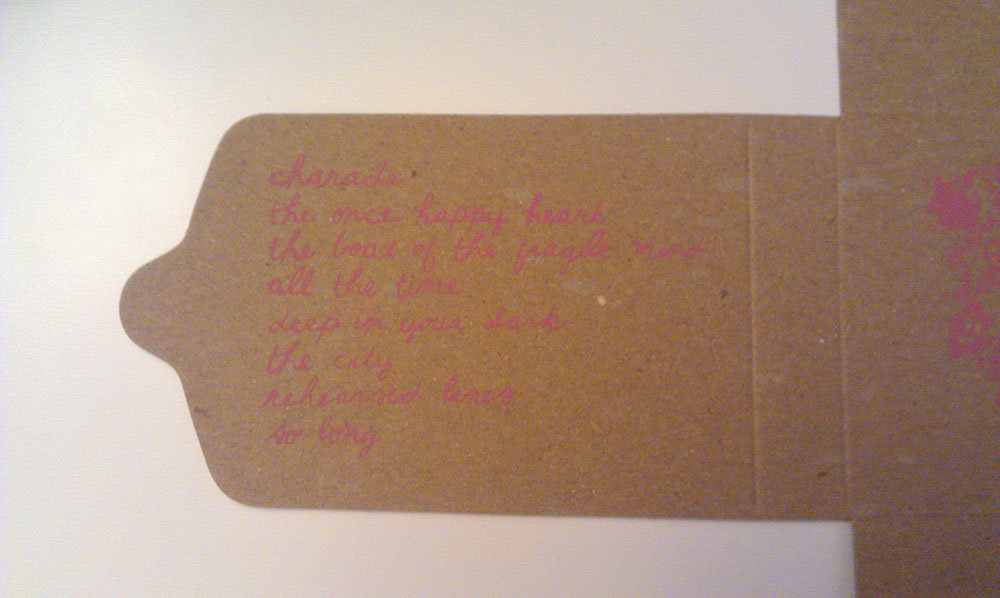 charade
the once happy heart
the boat of the fragile mind
all the time
deep in your dark
the city
rehearsed lines
so long